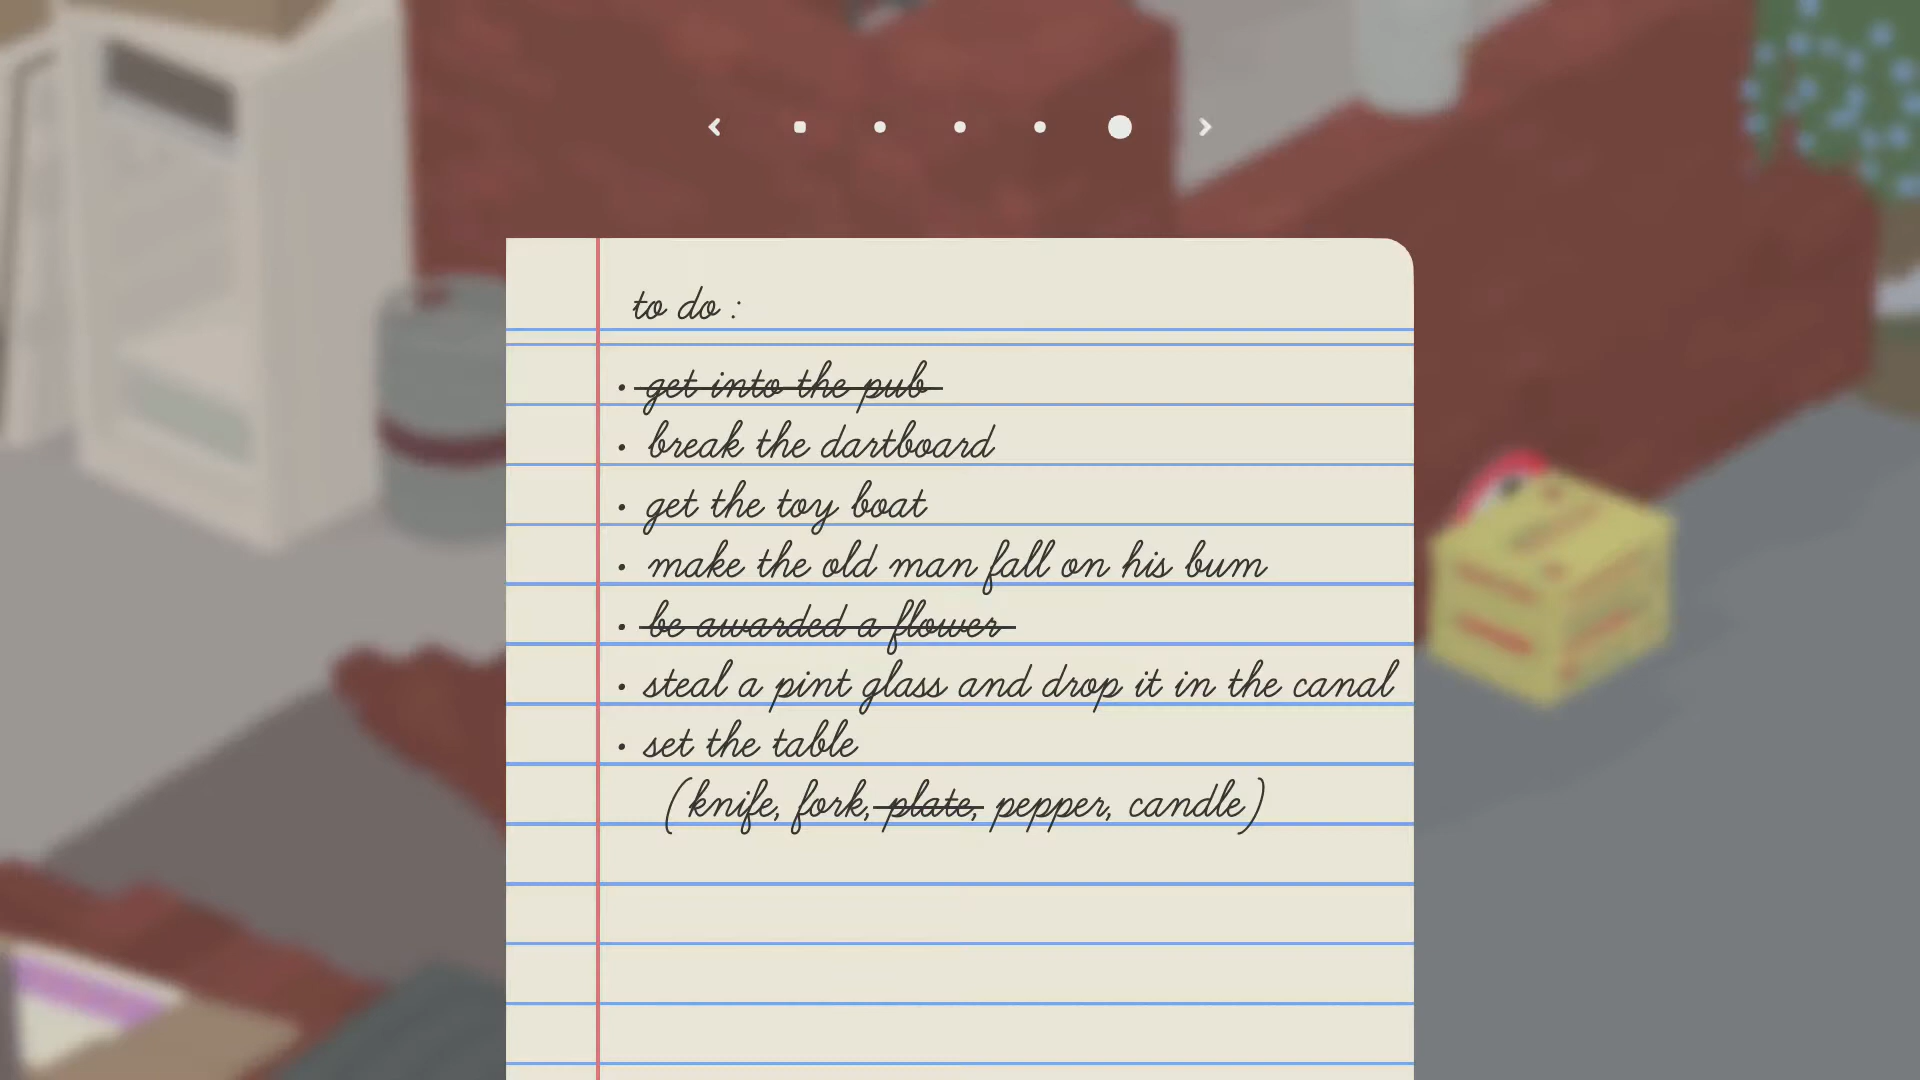 to do :
• get into the pub
• break the dartboard
• get the toy boat
• make the old man fall on his bum
• be awarded a flower
• steal a pint glass and drop it in the canal
• set the table
(knife, fork, plate, pepper, candle)